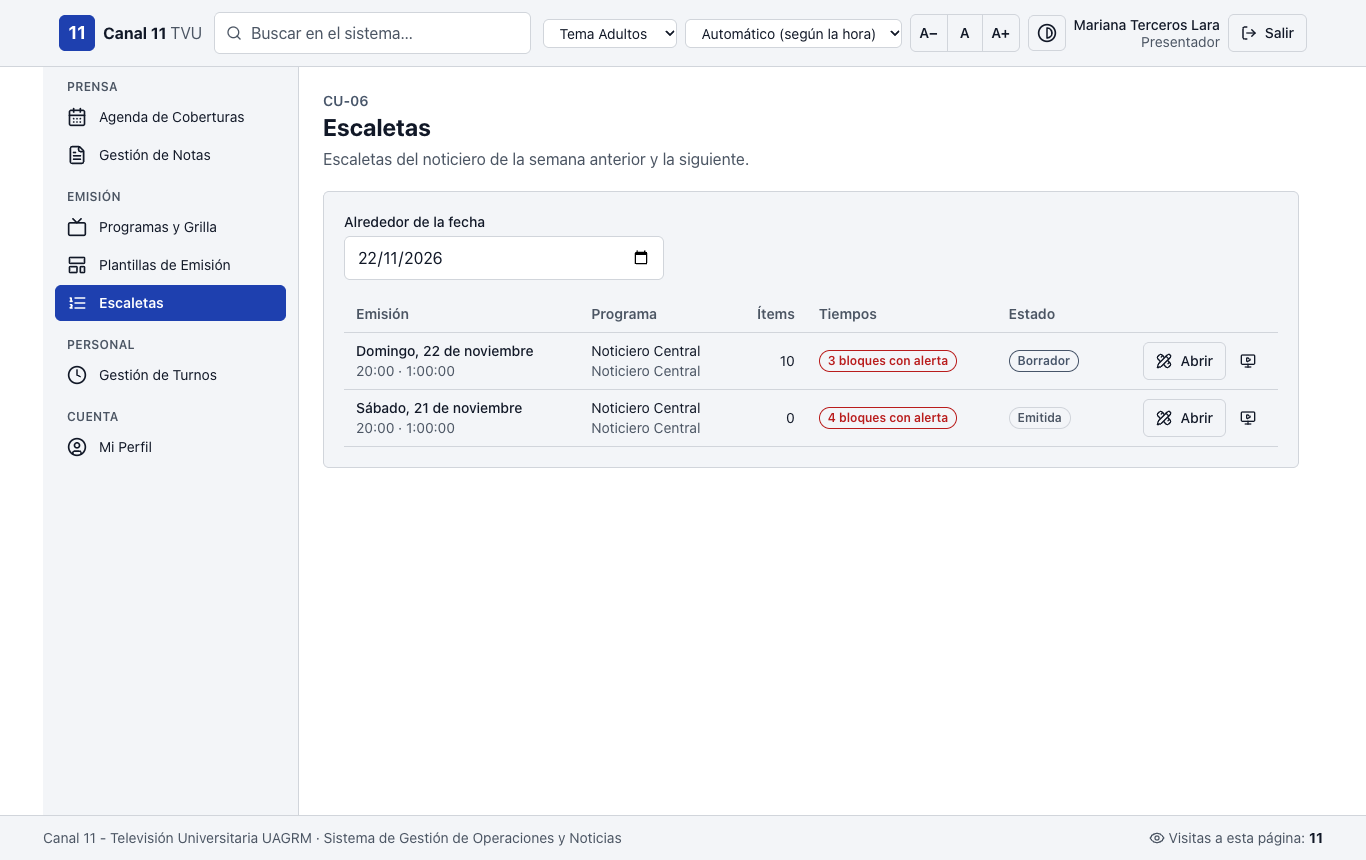 11 Canal 11 TVU
Buscar en el sistema...
Tema Adultos
Automático (según la hora)
A− A A+
Mariana Terceros Lara
Presentador
Salir
PRENSA
Agenda de Coberturas
Gestión de Notas
EMISIÓN
Programas y Grilla
Plantillas de Emisión
Escaletas
PERSONAL
Gestión de Turnos
CUENTA
Mi Perfil
CU-06
Escaletas
Escaletas del noticiero de la semana anterior y la siguiente.
Alrededor de la fecha
22/11/2026
Emisión Programa Ítems Tiempos Estado
Domingo, 22 de noviembre
20:00 · 1:00:00
Noticiero Central
Noticiero Central
10
3 bloques con alerta
Borrador
Abrir
Sábado, 21 de noviembre
20:00 · 1:00:00
Noticiero Central
Noticiero Central
0
4 bloques con alerta
Emitida
Abrir
Canal 11 - Televisión Universitaria UAGRM · Sistema de Gestión de Operaciones y Noticias
Visitas a esta página: 11